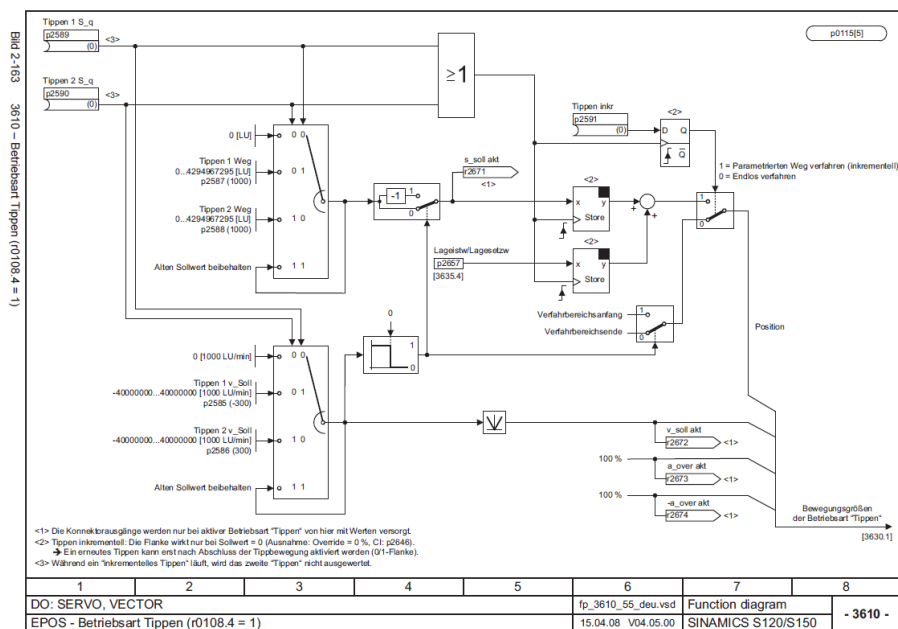 Bild 2-163 3610 – Betriebsart Tippen (r0108.4 = 1)
Tippen 1 S_q
p2589
(0)
<3>
p0115[5]
Tippen 2 S_q
p2590
(0)
<3>
≥1
Tippen inkr
p2591
(0)
<2>
D Q
Q
0 [LU]
0 0
Tippen 1 Weg
0...4294967295 [LU]
p2587 (1000)
0 1
Tippen 2 Weg
0...4294967295 [LU]
p2588 (1000)
1 0
Alten Sollwert beibehalten
1 1
-1
1
0
s_soll akt
r2671
<1>
1 = Parametrierten Weg verfahren (inkrementell)
0 = Endlos verfahren
<2>
x y
Store
+
+
1
0
<2>
x y
Store
Lageistw/Lagesetzw
p2657
[3635.4]
Verfahrbereichsanfang
1
Verfahrbereichsende
0
Position
0
1
0
0 [1000 LU/min]
0 0
Tippen 1 v_Soll
-40000000...40000000 [1000 LU/min]
p2585 (-300)
0 1
Tippen 2 v_Soll
-40000000...40000000 [1000 LU/min]
p2586 (300)
1 0
Alten Sollwert beibehalten
1 1
v_soll akt
r2672
<1>
100 %
a_over akt
r2673
<1>
100 %
-a_over akt
r2674
<1>
Bewegungsgrößen
der Betriebsart "Tippen"
[3630.1]
<1> Die Konnektorausgänge werden nur bei aktiver Betriebsart "Tippen" von hier mit Werten versorgt.
<2> Tippen inkrementell: Die Flanke wirkt nur bei Sollwert = 0 (Ausnahme: Override = 0 %, CI: p2646).
➔ Ein erneutes Tippen kann erst nach Abschluss der Tippbewegung aktiviert werden (0/1-Flanke).
<3> Während ein "inkrementelles Tippen" läuft, wird das zweite "Tippen" nicht ausgewertet.
1 2 3 4 5 6 7 8
DO: SERVO, VECTOR
fp_3610_55_deu.vsd
Function diagram
- 3610 -
EPOS - Betriebsart Tippen (r0108.4 = 1)
15.04.08 V04.05.00
SINAMICS S120/S150